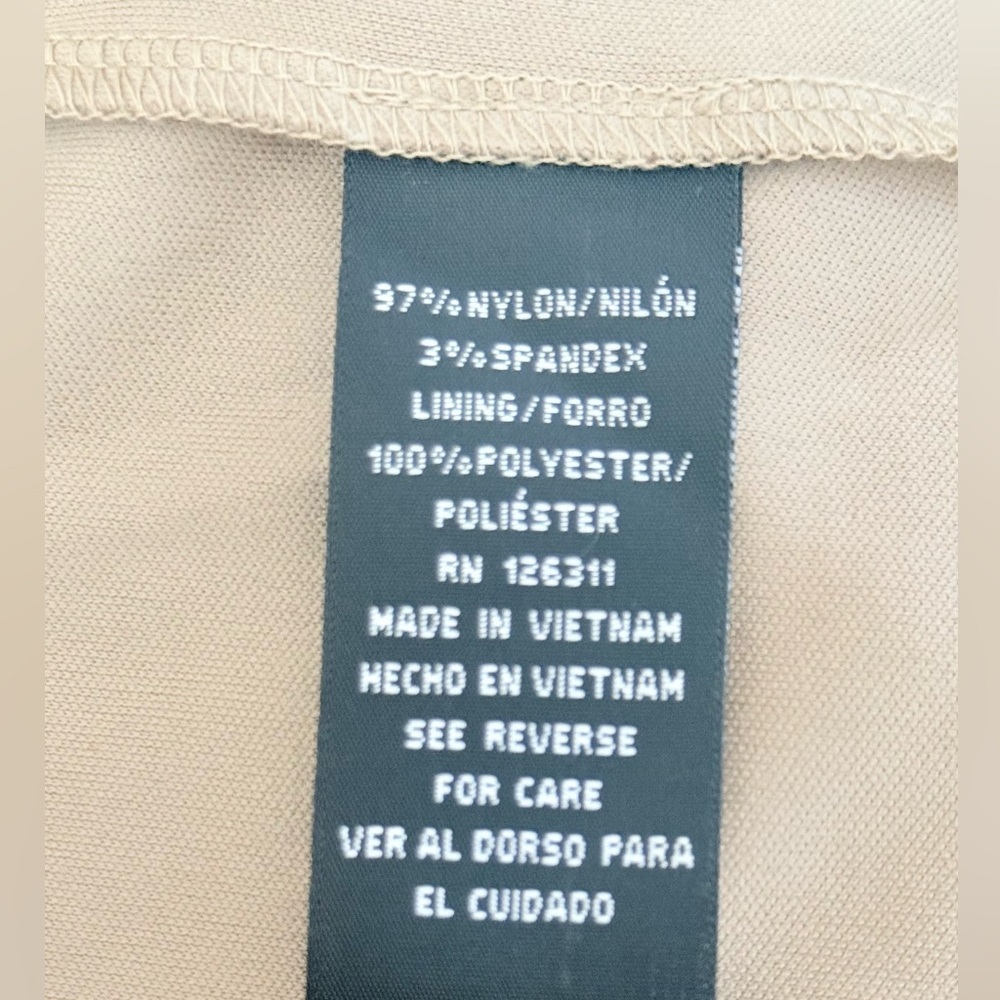 97% NYLON/NILÓN
3% SPANDEX
LINING/FORRO
100% POLYESTER/
POLIÉSTER
RN 126311
MADE IN VIETNAM
HECHO EN VIETNAM
SEE REVERSE
FOR CARE
VER AL DORSO PARA
EL CUIDADO